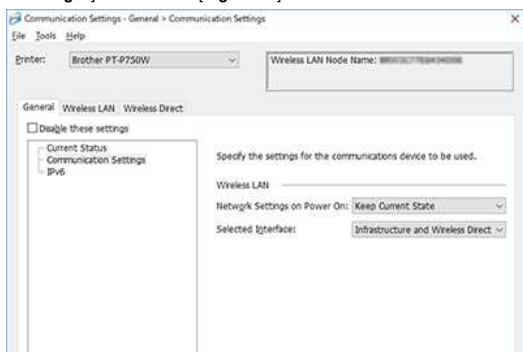 Communication Settings - General > Communication Settings
File Tools Help
Printer: Brother PT-P750W
Wireless LAN Node Name:
General Wireless LAN Wireless Direct
Disable these settings
Current Status
Communication Settings
IPv6
Specify the settings for the communications device to be used.
Wireless LAN
Network Settings on Power On: Keep Current State
Selected Interface: Infrastructure and Wireless Direct